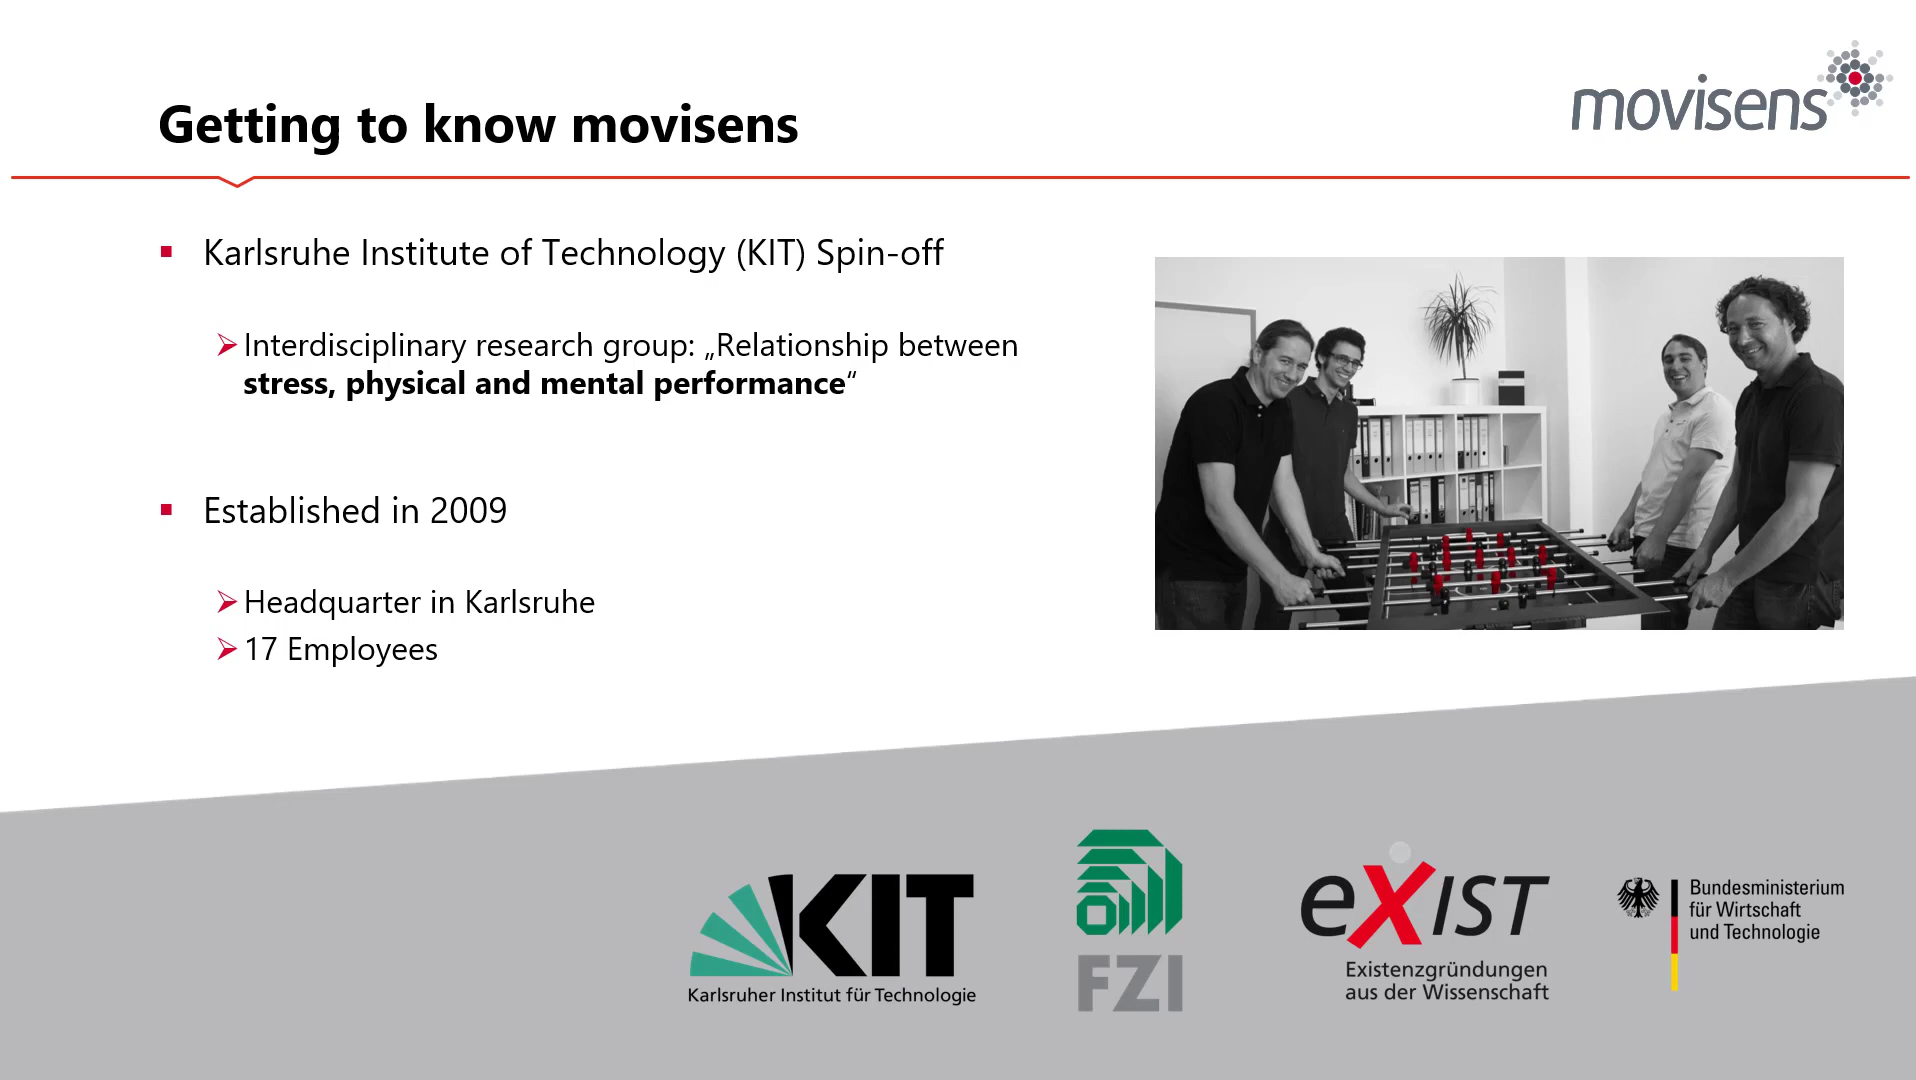 Getting to know movisens
movisens
Karlsruhe Institute of Technology (KIT) Spin-off
Interdisciplinary research group: „Relationship between
stress, physical and mental performance“
Established in 2009
Headquarter in Karlsruhe
17 Employees
KIT
Karlsruher Institut für Technologie
FZI
eXIST
Existenzgründungen
aus der Wissenschaft
Bundesministerium
für Wirtschaft
und Technologie